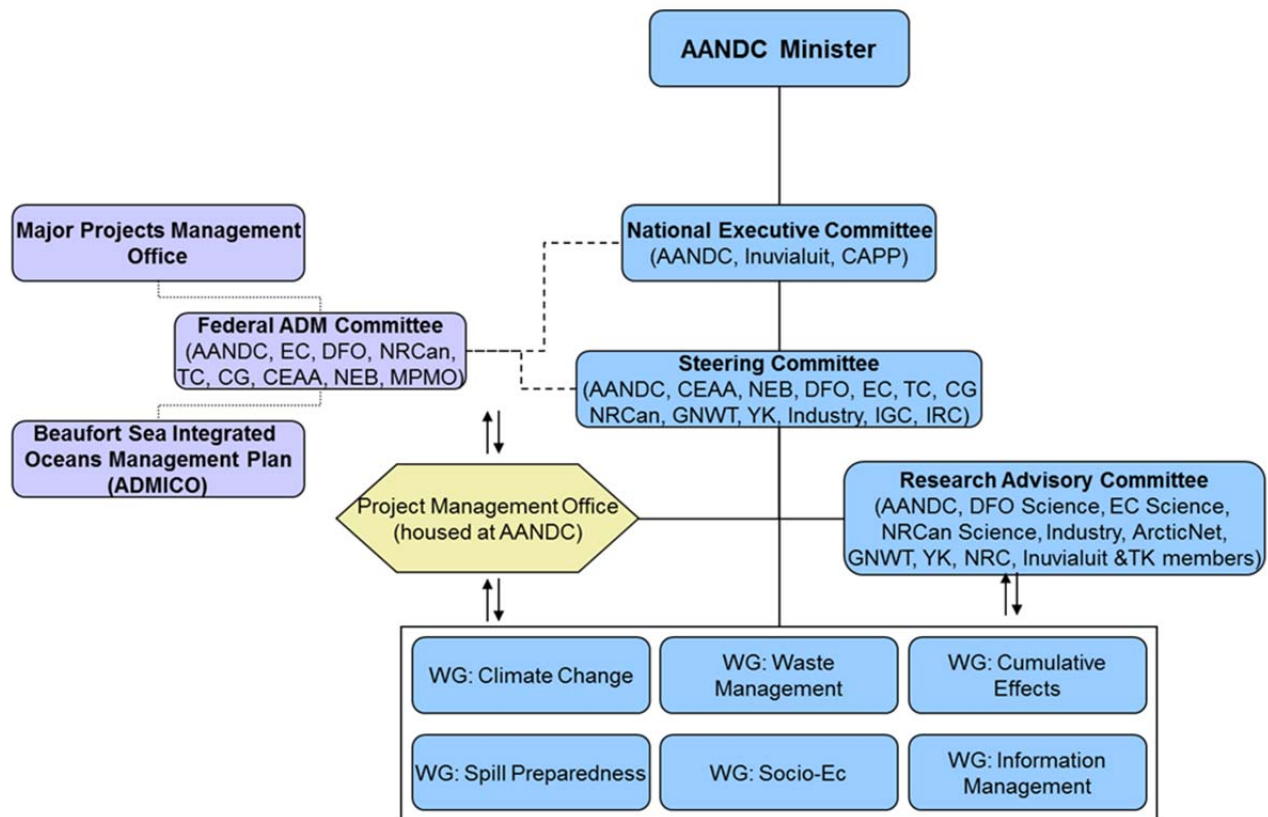 AANDC Minister
National Executive Committee
(AANDC, Inuvialuit, CAPP)
Major Projects Management
Office
Federal ADM Committee
(AANDC, EC, DFO, NRCan,
TC, CG, CEAA, NEB, MPMO)
Steering Committee
(AANDC, CEAA, NEB, DFO, EC, TC, CG
NRCan, GNWT, YK, Industry, IGC, IRC)
Beaufort Sea Integrated
Oceans Management Plan
(ADMICO)
Project Management Office
(housed at AANDC)
Research Advisory Committee
(AANDC, DFO Science, EC Science,
NRCan Science, Industry, ArcticNet,
GNWT, YK, NRC, Inuvialuit &TK members)
WG: Climate Change
WG: Waste
Management
WG: Cumulative
Effects
WG: Spill Preparedness
WG: Socio-Ec
WG: Information
Management